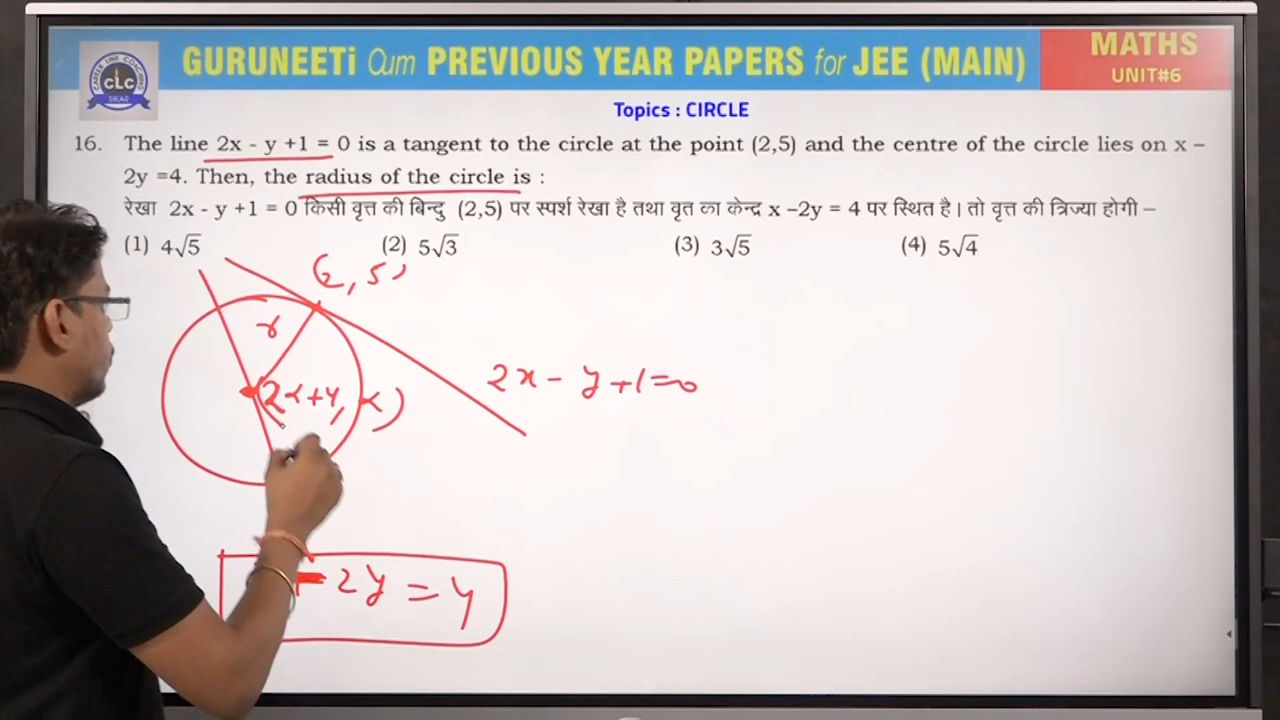 GURUNEETi Cum PREVIOUS YEAR PAPERS for JEE (MAIN)
MATHS
UNIT#6
CLC
SIKAR
Topics : CIRCLE
16. The line 2x - y +1 = 0 is a tangent to the circle at the point (2,5) and the centre of the circle lies on x –
2y =4. Then, the radius of the circle is :
रेखा 2x - y +1 = 0 किसी वृत्त की बिन्दु (2,5) पर स्पर्श रेखा है तथा वृत का केन्द्र x –2y = 4 पर स्थित है। तो वृत्त की त्रिज्या होगी –
(1) 4√5 (2) 5√3 (3) 3√5 (4) 5√4
(2, 5)
r
2x - y +1=0
(2α+4, α)
- 2y = 4